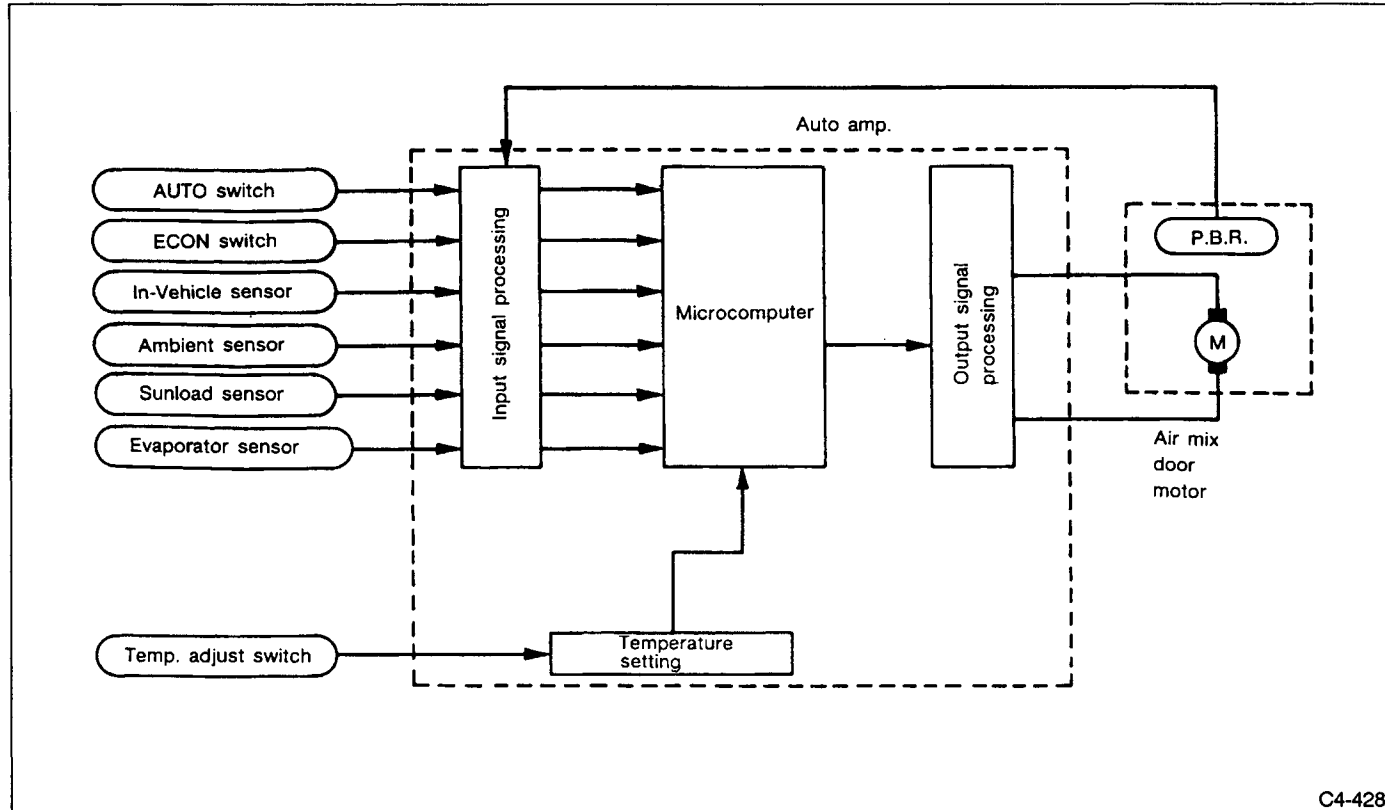 Auto amp.
AUTO switch
ECON switch
In-Vehicle sensor
Ambient sensor
Sunload sensor
Evaporator sensor
Input signal processing
Microcomputer
Output signal
processing
P.B.R.
M
Air mix
door
motor
Temp. adjust switch
Temperature
setting
C4-428